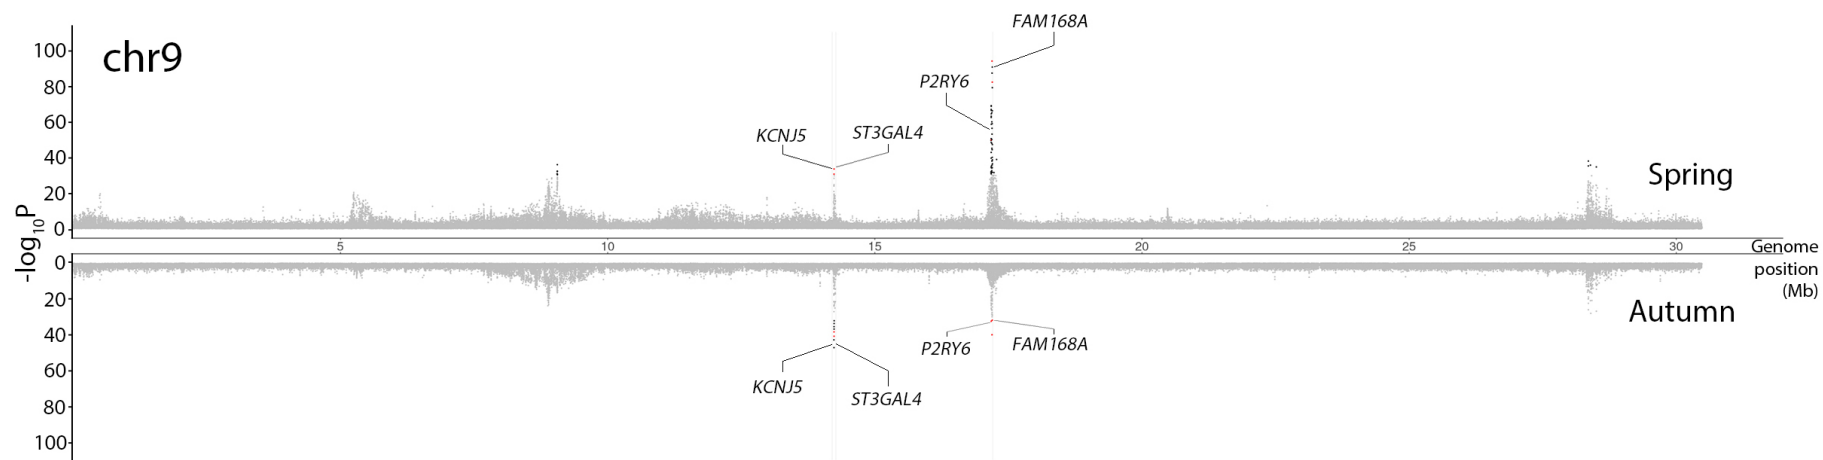 FAM168A
chr9
P2RY6
KCNJ5
ST3GAL4
Spring
100
80
60
40
20
0
-log10P
5
10
15
20
25
30
Genome
position
(Mb)
0
20
40
60
80
100
Autumn
P2RY6
FAM168A
KCNJ5
ST3GAL4